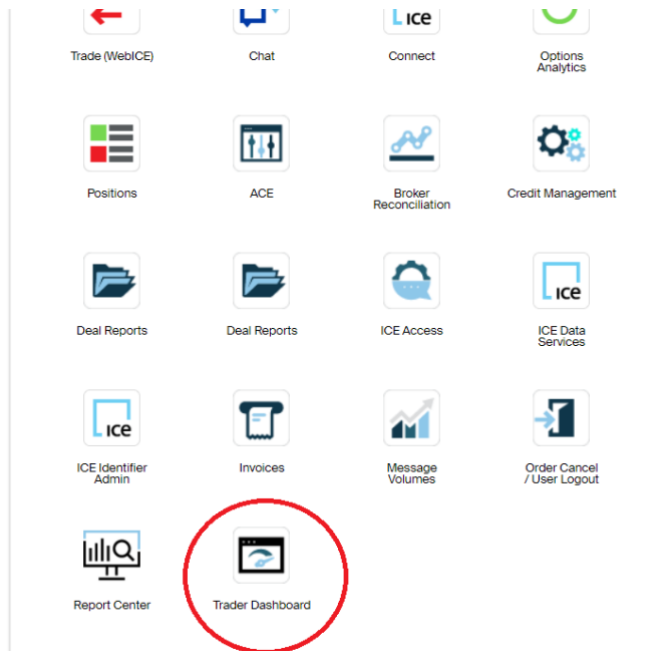 ice
Trade (WebICE)
Chat
Connect
Options
Analytics
Positions
ACE
Broker
Reconciliation
Credit Management
ice
Deal Reports
Deal Reports
ICE Access
ICE Data
Services
ice
ICE Identifier
Admin
Invoices
Message
Volumes
Order Cancel
/ User Logout
Report Center
Trader Dashboard